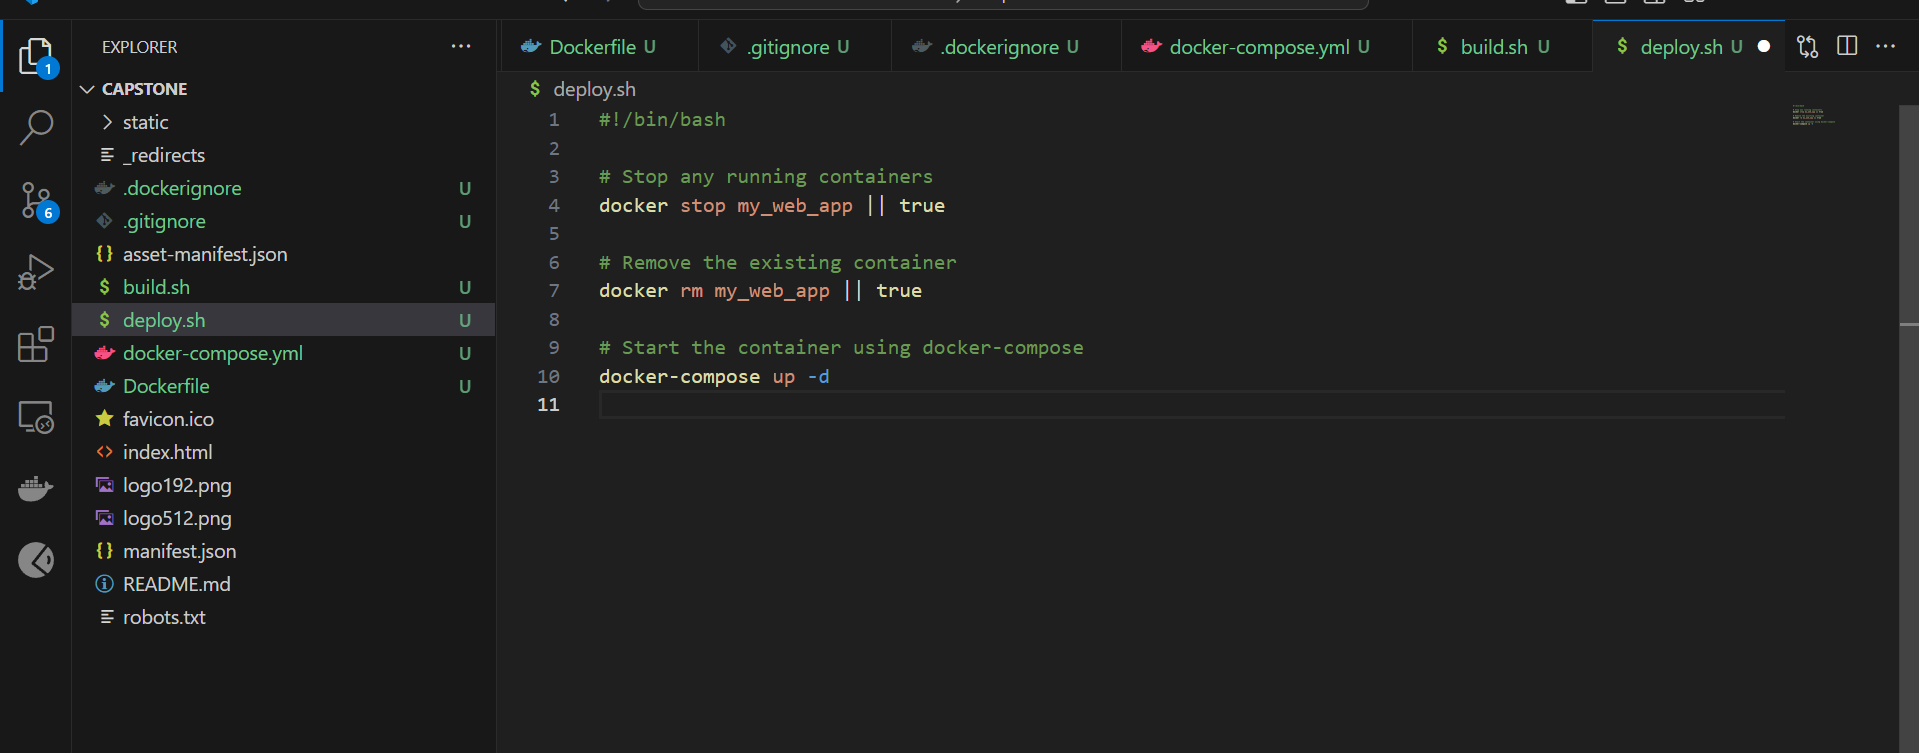 EXPLORER ···
Dockerfile U
.gitignore U
.dockerignore U
docker-compose.yml U
$ build.sh U
$ deploy.sh U
CAPSTONE
static
_redirects
.dockerignore U
.gitignore U
{} asset-manifest.json
$ build.sh U
$ deploy.sh U
docker-compose.yml U
Dockerfile U
favicon.ico
<> index.html
logo192.png
logo512.png
{} manifest.json
README.md
robots.txt
1
6
$ deploy.sh
1 #!/bin/bash
2
3 # Stop any running containers
4 docker stop my_web_app || true
5
6 # Remove the existing container
7 docker rm my_web_app || true
8
9 # Start the container using docker-compose
10 docker-compose up -d
11